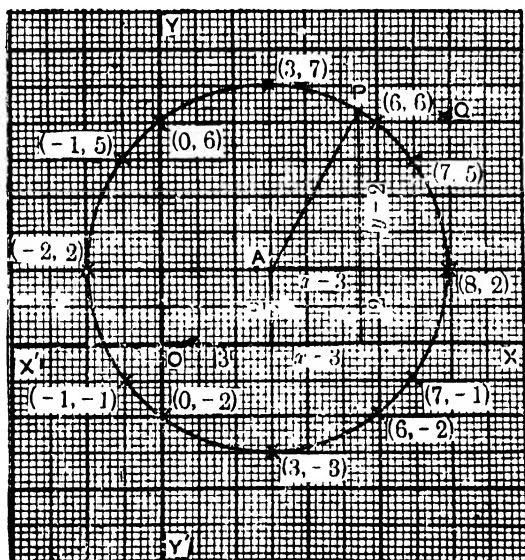 Y
(3, 7)
P
(6, 6)
Q
(-1, 5)
(0, 6)
(7, 5)
y-2
(-2, 2)
A
x-3
(8, 2)
2
X'
O
3
x-3
X
(-1, -1)
(0, -2)
(7, -1)
(6, -2)
(3, -3)
Y'